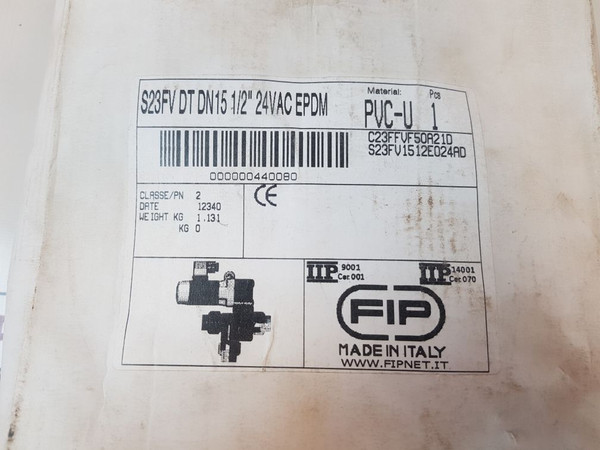 S23FV DT DN15 1/2" 24VAC EPDM
Material: Pcs
PVC-U 1
C23FFVF50A21D
S23FV1512E024AD
000000440080
CLASSE/PN 2
DATE 12340
WEIGHT KG 1.131
KG 0
CE
IIP 9001 Cer.001
IIP 14001 Cer.070
FIP
MADE IN ITALY
WWW.FIPNET.IT